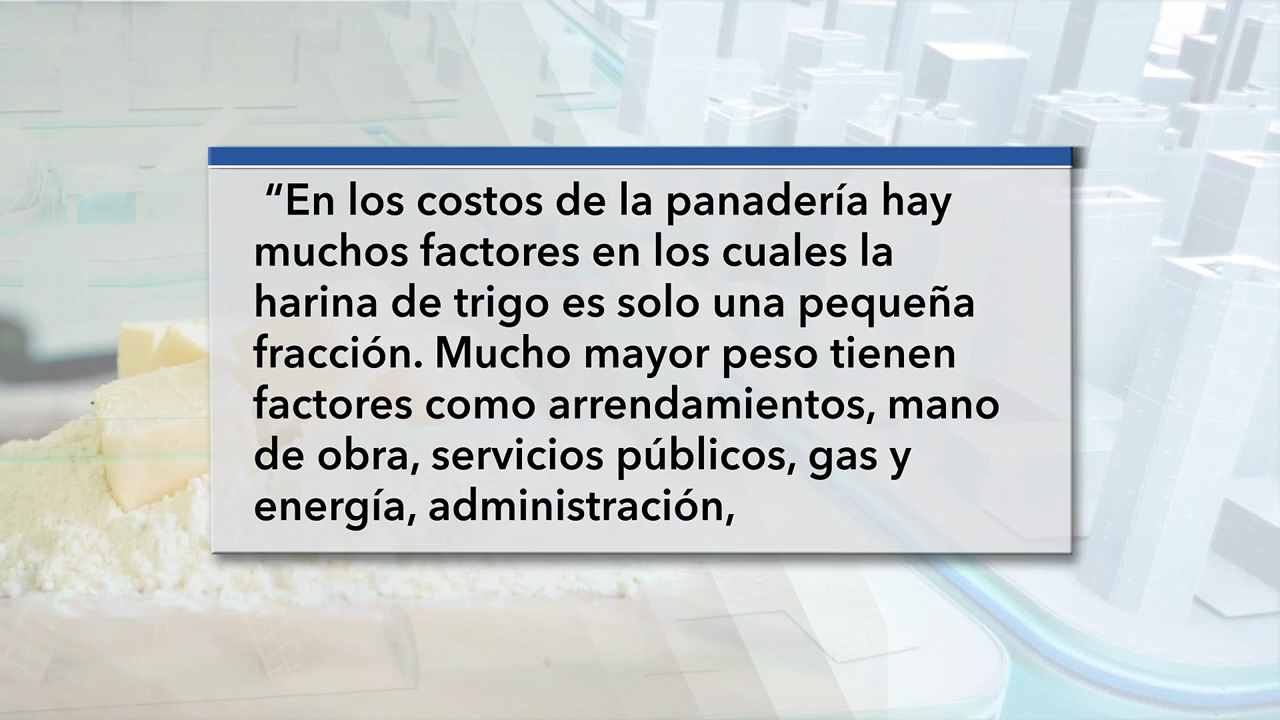 “En los costos de la panadería hay
muchos factores en los cuales la
harina de trigo es solo una pequeña
fracción. Mucho mayor peso tienen
factores como arrendamientos, mano
de obra, servicios públicos, gas y
energía, administración,